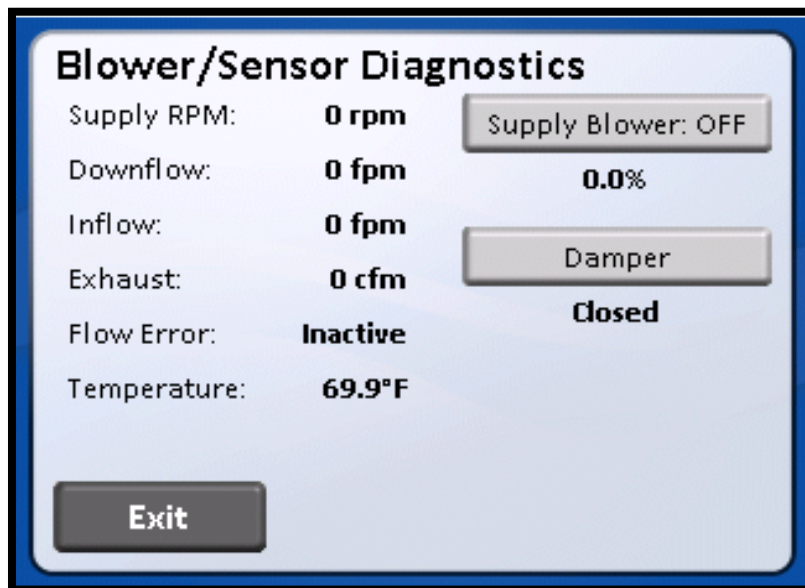 Blower/Sensor Diagnostics
Supply RPM: 0 rpm
Downflow: 0 fpm
Inflow: 0 fpm
Exhaust: 0 cfm
Flow Error: Inactive
Temperature: 69.9°F
Supply Blower: OFF
0.0%
Damper
Closed
Exit